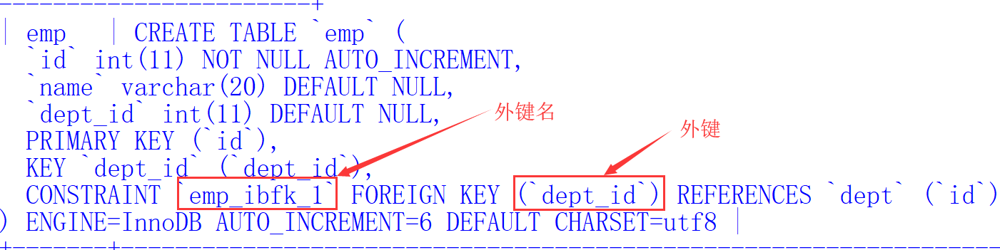 -----------------------+
| emp   | CREATE TABLE `emp` (
  `id` int(11) NOT NULL AUTO_INCREMENT,
  `name` varchar(20) DEFAULT NULL,
  `dept_id` int(11) DEFAULT NULL,
外键名
外键
  PRIMARY KEY (`id`),
  KEY `dept_id` (`dept_id`),
  CONSTRAINT `emp_ibfk_1` FOREIGN KEY (`dept_id`) REFERENCES `dept` (`id`)
) ENGINE=InnoDB AUTO_INCREMENT=6 DEFAULT CHARSET=utf8 |
+-------+-----------------------------------------------------------------------------